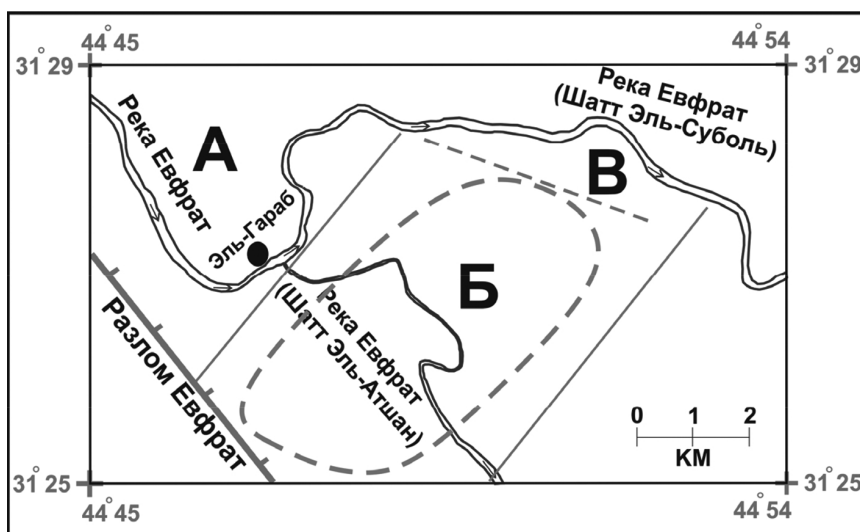 44°45
44°54
31°29
31°29
Река Евфрат
(Шатт Эль-Суболь)
А
В
Река Евфрат
Эль-Гараб
Б
Река Евфрат
(Шатт Эль-Атшан)
Разлом Евфрат
0 1 2
КМ
31°25
31°25
44°45
44°54